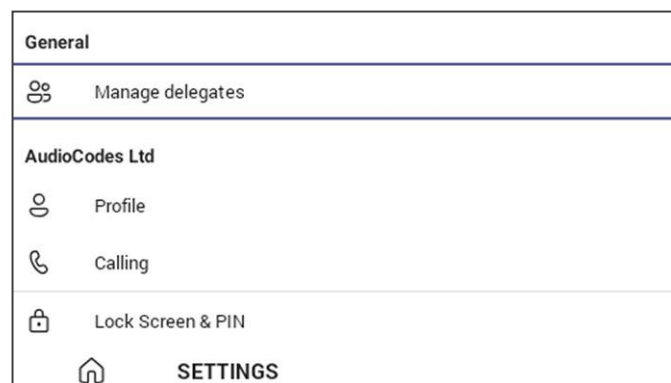 General
Manage delegates
AudioCodes Ltd
Profile
Calling
Lock Screen & PIN
SETTINGS